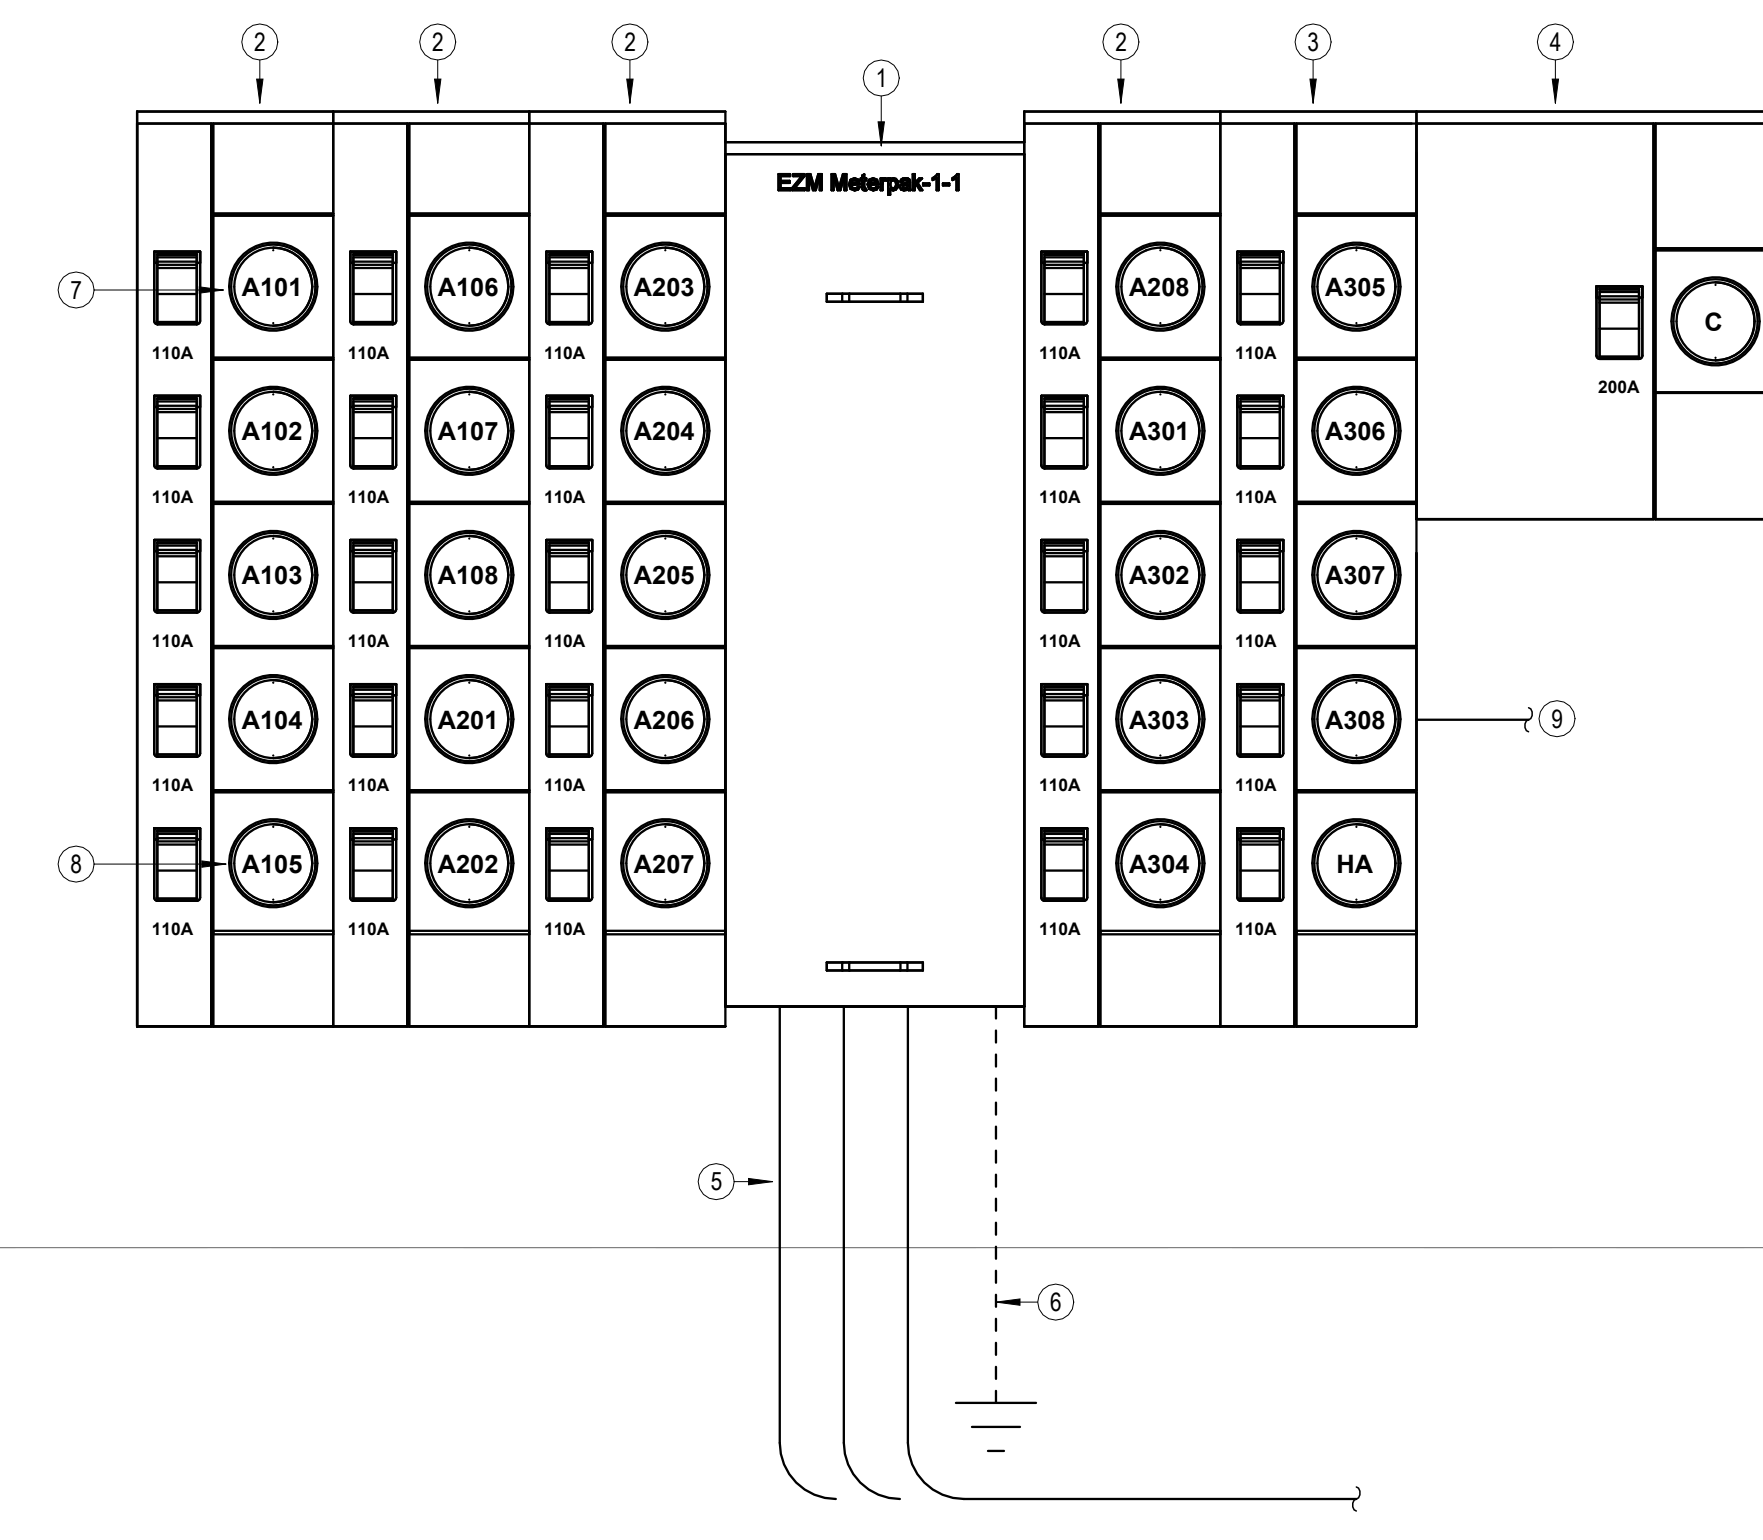 2 2 2 2 3 4
1
EZM Meterpak-1-1
7 A101 A106 A203 A208 A305 C
110A 110A 110A 110A 110A 200A
A102 A107 A204 A301 A306
110A 110A 110A 110A 110A
A103 A108 A205 A302 A307
110A 110A 110A 110A 110A
A104 A201 A206 A303 A308 9
110A 110A 110A 110A 110A
8 A105 A202 A207 A304 HA
110A 110A 110A 110A 110A
5
6